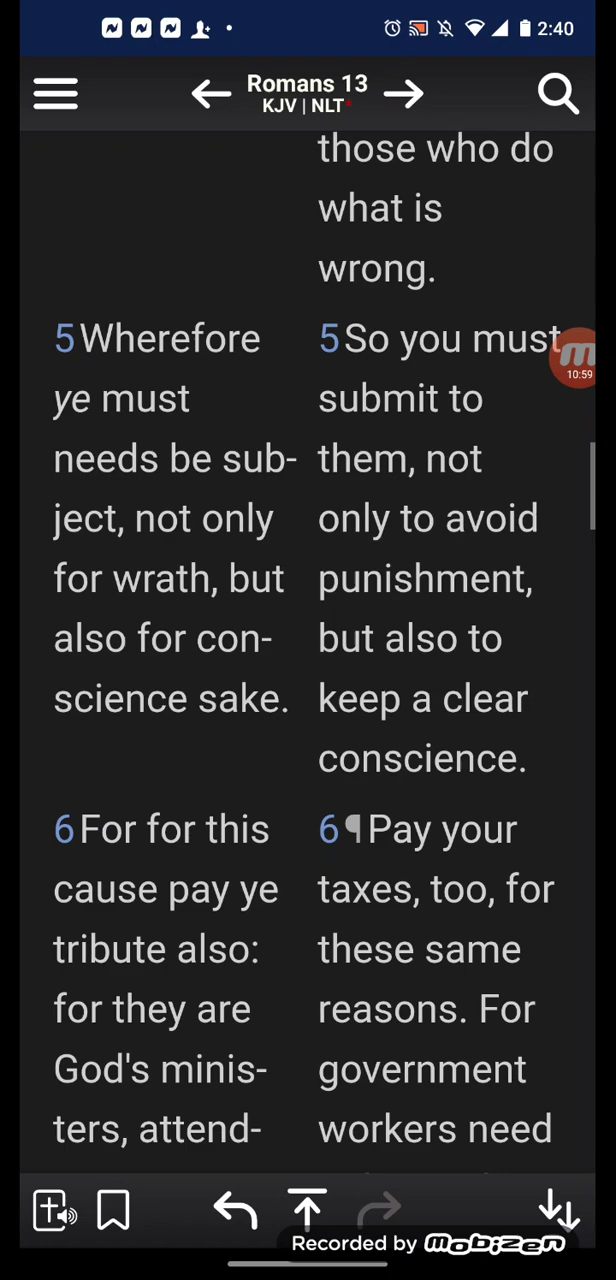 2:40
Romans 13
KJV | NLT*
those who do
what is
wrong.
5 Wherefore
ye must
needs be sub-
ject, not only
for wrath, but
also for con-
science sake.
5 So you must
submit to
them, not
only to avoid
punishment,
but also to
keep a clear
conscience.
10:59
6 For for this
cause pay ye
tribute also:
for they are
God's minis-
ters, attend-
6 ¶Pay your
taxes, too, for
these same
reasons. For
government
workers need
Recorded by mobizen